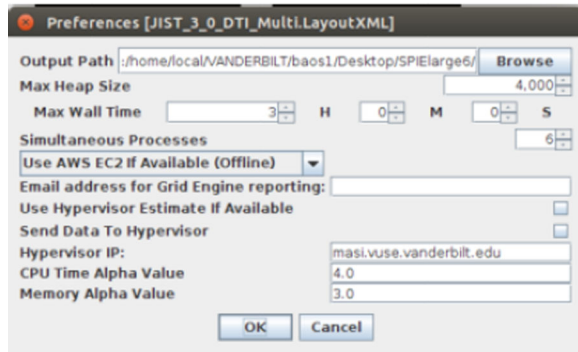 Preferences [JIST_3_0_DTI_Multi.LayoutXML]
Output Path :/home/local/VANDERBILT/baos1/Desktop/SPIElarge6/ Browse
Max Heap Size 4,000
Max Wall Time 3 H 0 M 0 S
Simultaneous Processes 6
Use AWS EC2 If Available (Offline)
Email address for Grid Engine reporting:
Use Hypervisor Estimate If Available
Send Data To Hypervisor
Hypervisor IP: masi.vuse.vanderbilt.edu
CPU Time Alpha Value 4.0
Memory Alpha Value 3.0
OK Cancel